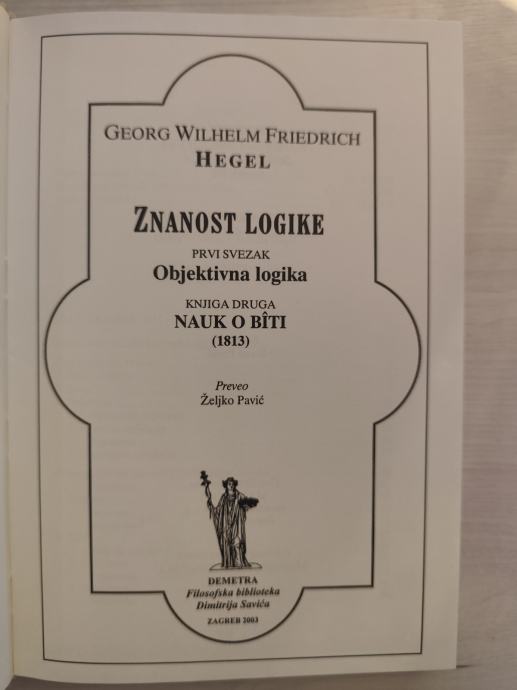 GEORG WILHELM FRIEDRICH
HEGEL
ZNANOST LOGIKE
PRVI SVEZAK
Objektivna logika
KNJIGA DRUGA
NAUK O BÎTI
(1813)
Preveo
Željko Pavić
DEMETRA
Filosofska biblioteka
Dimitrija Savića
ZAGREB 2003